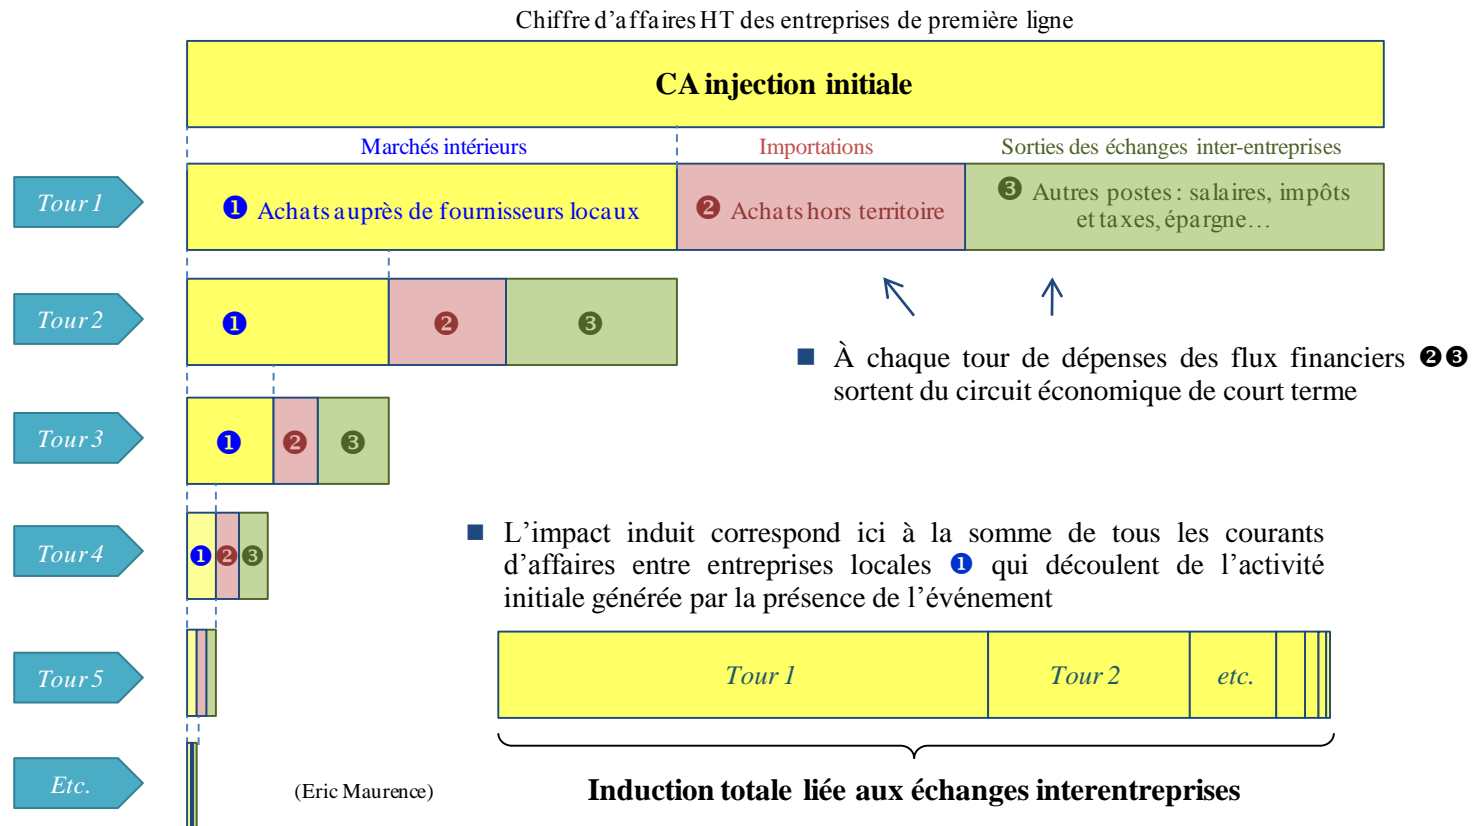 Chiffre d'affaires HT des entreprises de première ligne
CA injection initiale
Marchés intérieurs
Importations
Sorties des échanges inter-entreprises
Tour 1
❶ Achats auprès de fournisseurs locaux
❷ Achats hors territoire
❸ Autres postes : salaires, impôts
et taxes, épargne…
Tour 2
❶
❷
❸
■ À chaque tour de dépenses des flux financiers ❷❸
sortent du circuit économique de court terme
Tour 3
❶
❷
❸
Tour 4
❶
❷
❸
■ L'impact induit correspond ici à la somme de tous les courants
d'affaires entre entreprises locales ❶ qui découlent de l'activité
initiale générée par la présence de l'événement
Tour 5
Tour 1
Tour 2
etc.
Etc.
(Eric Maurence)
Induction totale liée aux échanges interentreprises